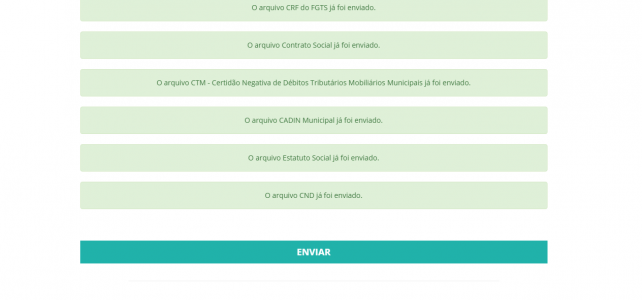 O arquivo CRF do FGTS já foi enviado.
O arquivo Contrato Social já foi enviado.
O arquivo CTM - Certidão Negativa de Débitos Tributários Mobiliários Municipais já foi enviado.
O arquivo CADIN Municipal já foi enviado.
O arquivo Estatuto Social já foi enviado.
O arquivo CND já foi enviado.
ENVIAR